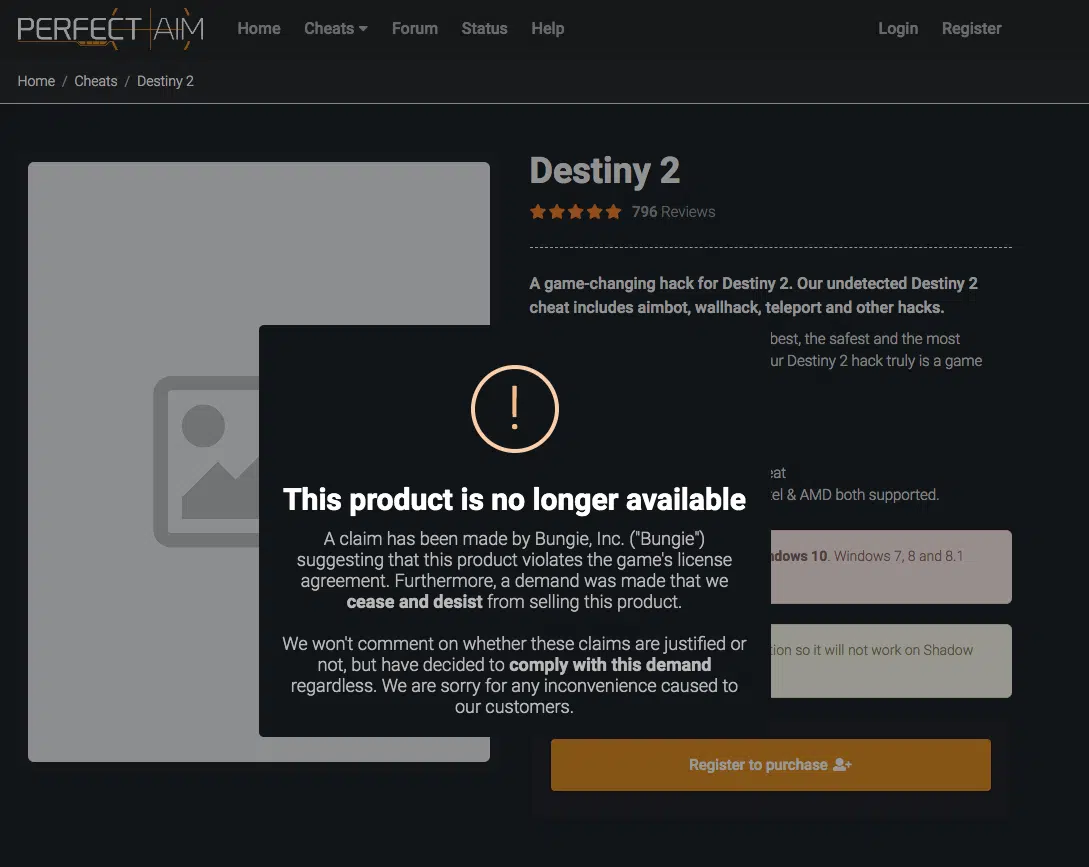 PERFECT AIM Home Cheats Forum Status Help Login Register
Home / Cheats / Destiny 2
Destiny 2
796 Reviews
A game-changing hack for Destiny 2. Our undetected Destiny 2
cheat includes aimbot, wallhack, teleport and other hacks.
best, the safest and the most
ur Destiny 2 hack truly is a game
eat
tel & AMD both supported.
ndows 10. Windows 7, 8 and 8.1
tion so it will not work on Shadow
This product is no longer available
A claim has been made by Bungie, Inc. ("Bungie")
suggesting that this product violates the game's license
agreement. Furthermore, a demand was made that we
cease and desist from selling this product.
We won't comment on whether these claims are justified or
not, but have decided to comply with this demand
regardless. We are sorry for any inconvenience caused to
our customers.
Register to purchase